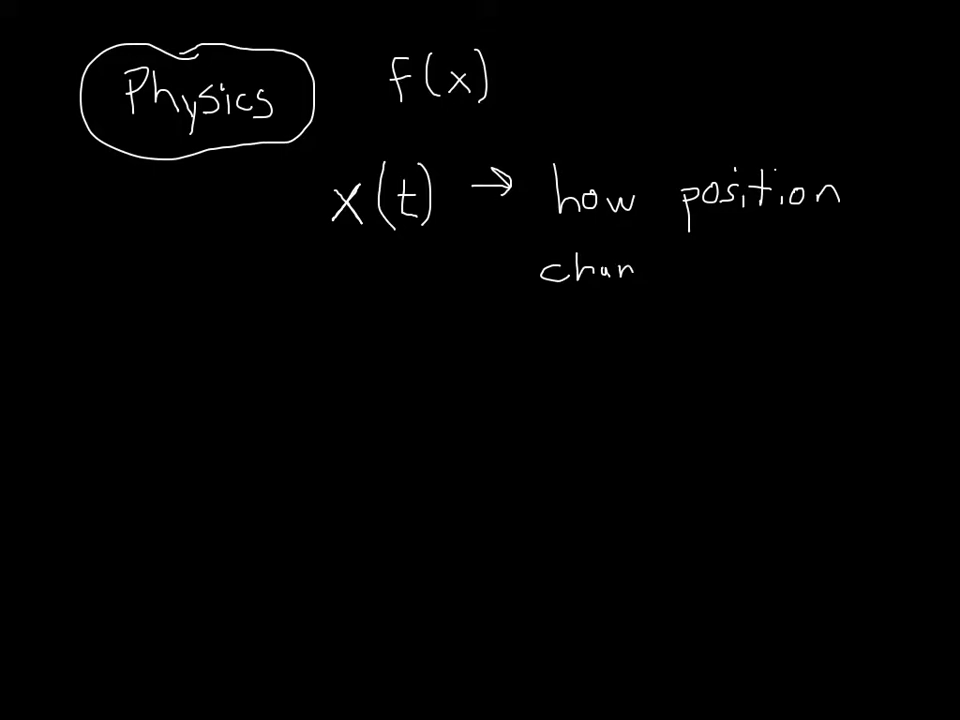 Physics f(x)
x(t) → how position
chan